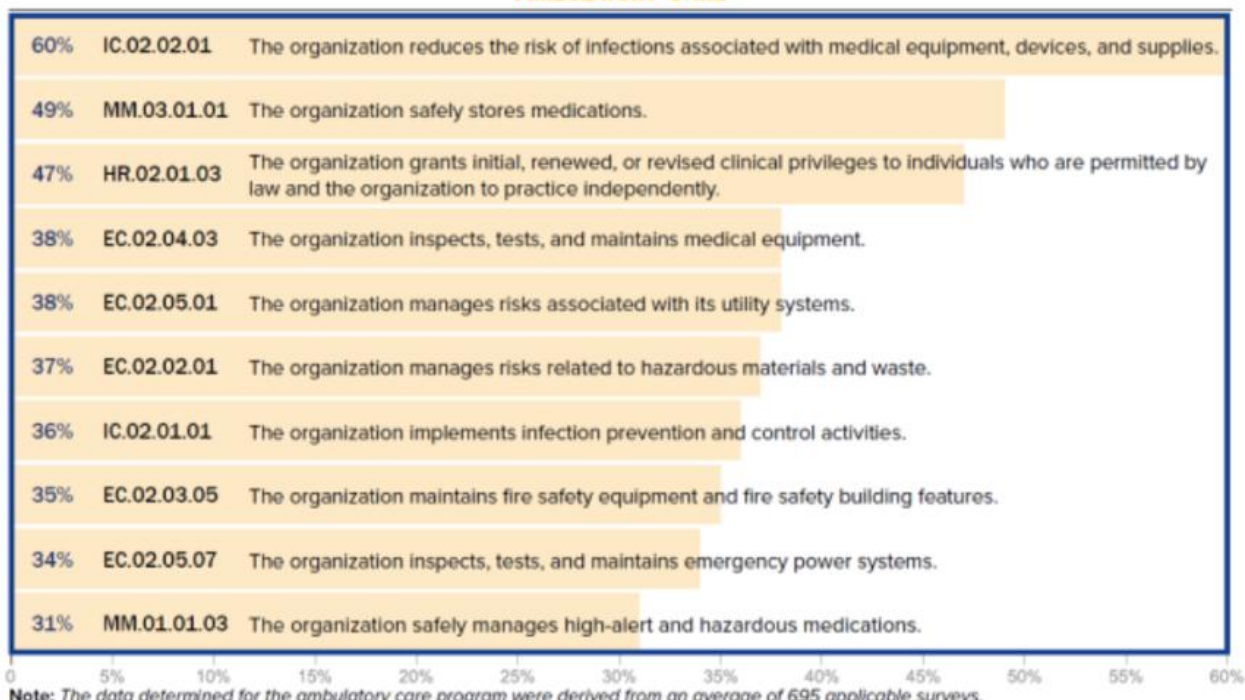 60% IC.02.02.01 The organization reduces the risk of infections associated with medical equipment, devices, and supplies.
49% MM.03.01.01 The organization safely stores medications.
47% HR.02.01.03 The organization grants initial, renewed, or revised clinical privileges to individuals who are permitted by
law and the organization to practice independently.
38% EC.02.04.03 The organization inspects, tests, and maintains medical equipment.
38% EC.02.05.01 The organization manages risks associated with its utility systems.
37% EC.02.02.01 The organization manages risks related to hazardous materials and waste.
36% IC.02.01.01 The organization implements infection prevention and control activities.
35% EC.02.03.05 The organization maintains fire safety equipment and fire safety building features.
34% EC.02.05.07 The organization inspects, tests, and maintains emergency power systems.
31% MM.01.01.03 The organization safely manages high-alert and hazardous medications.
0 5% 10% 15% 20% 25% 30% 35% 40% 45% 50% 55% 60%
Note: The data determined for the ambulatory care program were derived from an average of 695 applicable surveys.